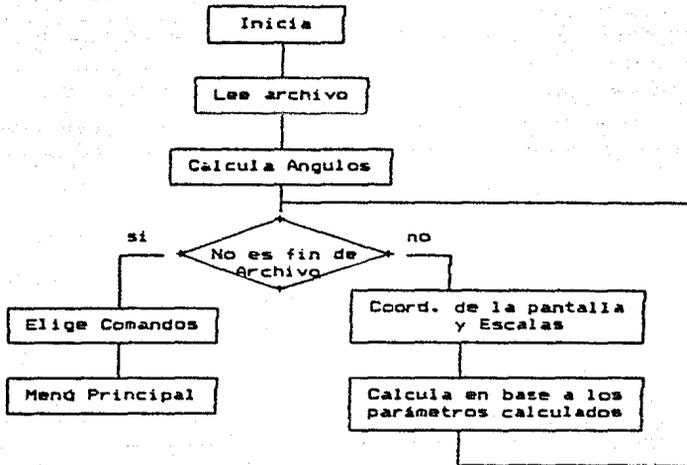 Inicia
Lee archivo
Calcula Angulos
si
no
No es fin de
Archivo
Elige Comandos
Coord. de la pantalla
y Escalas
Menú Principal
Calcula en base a los
parámetros calculados